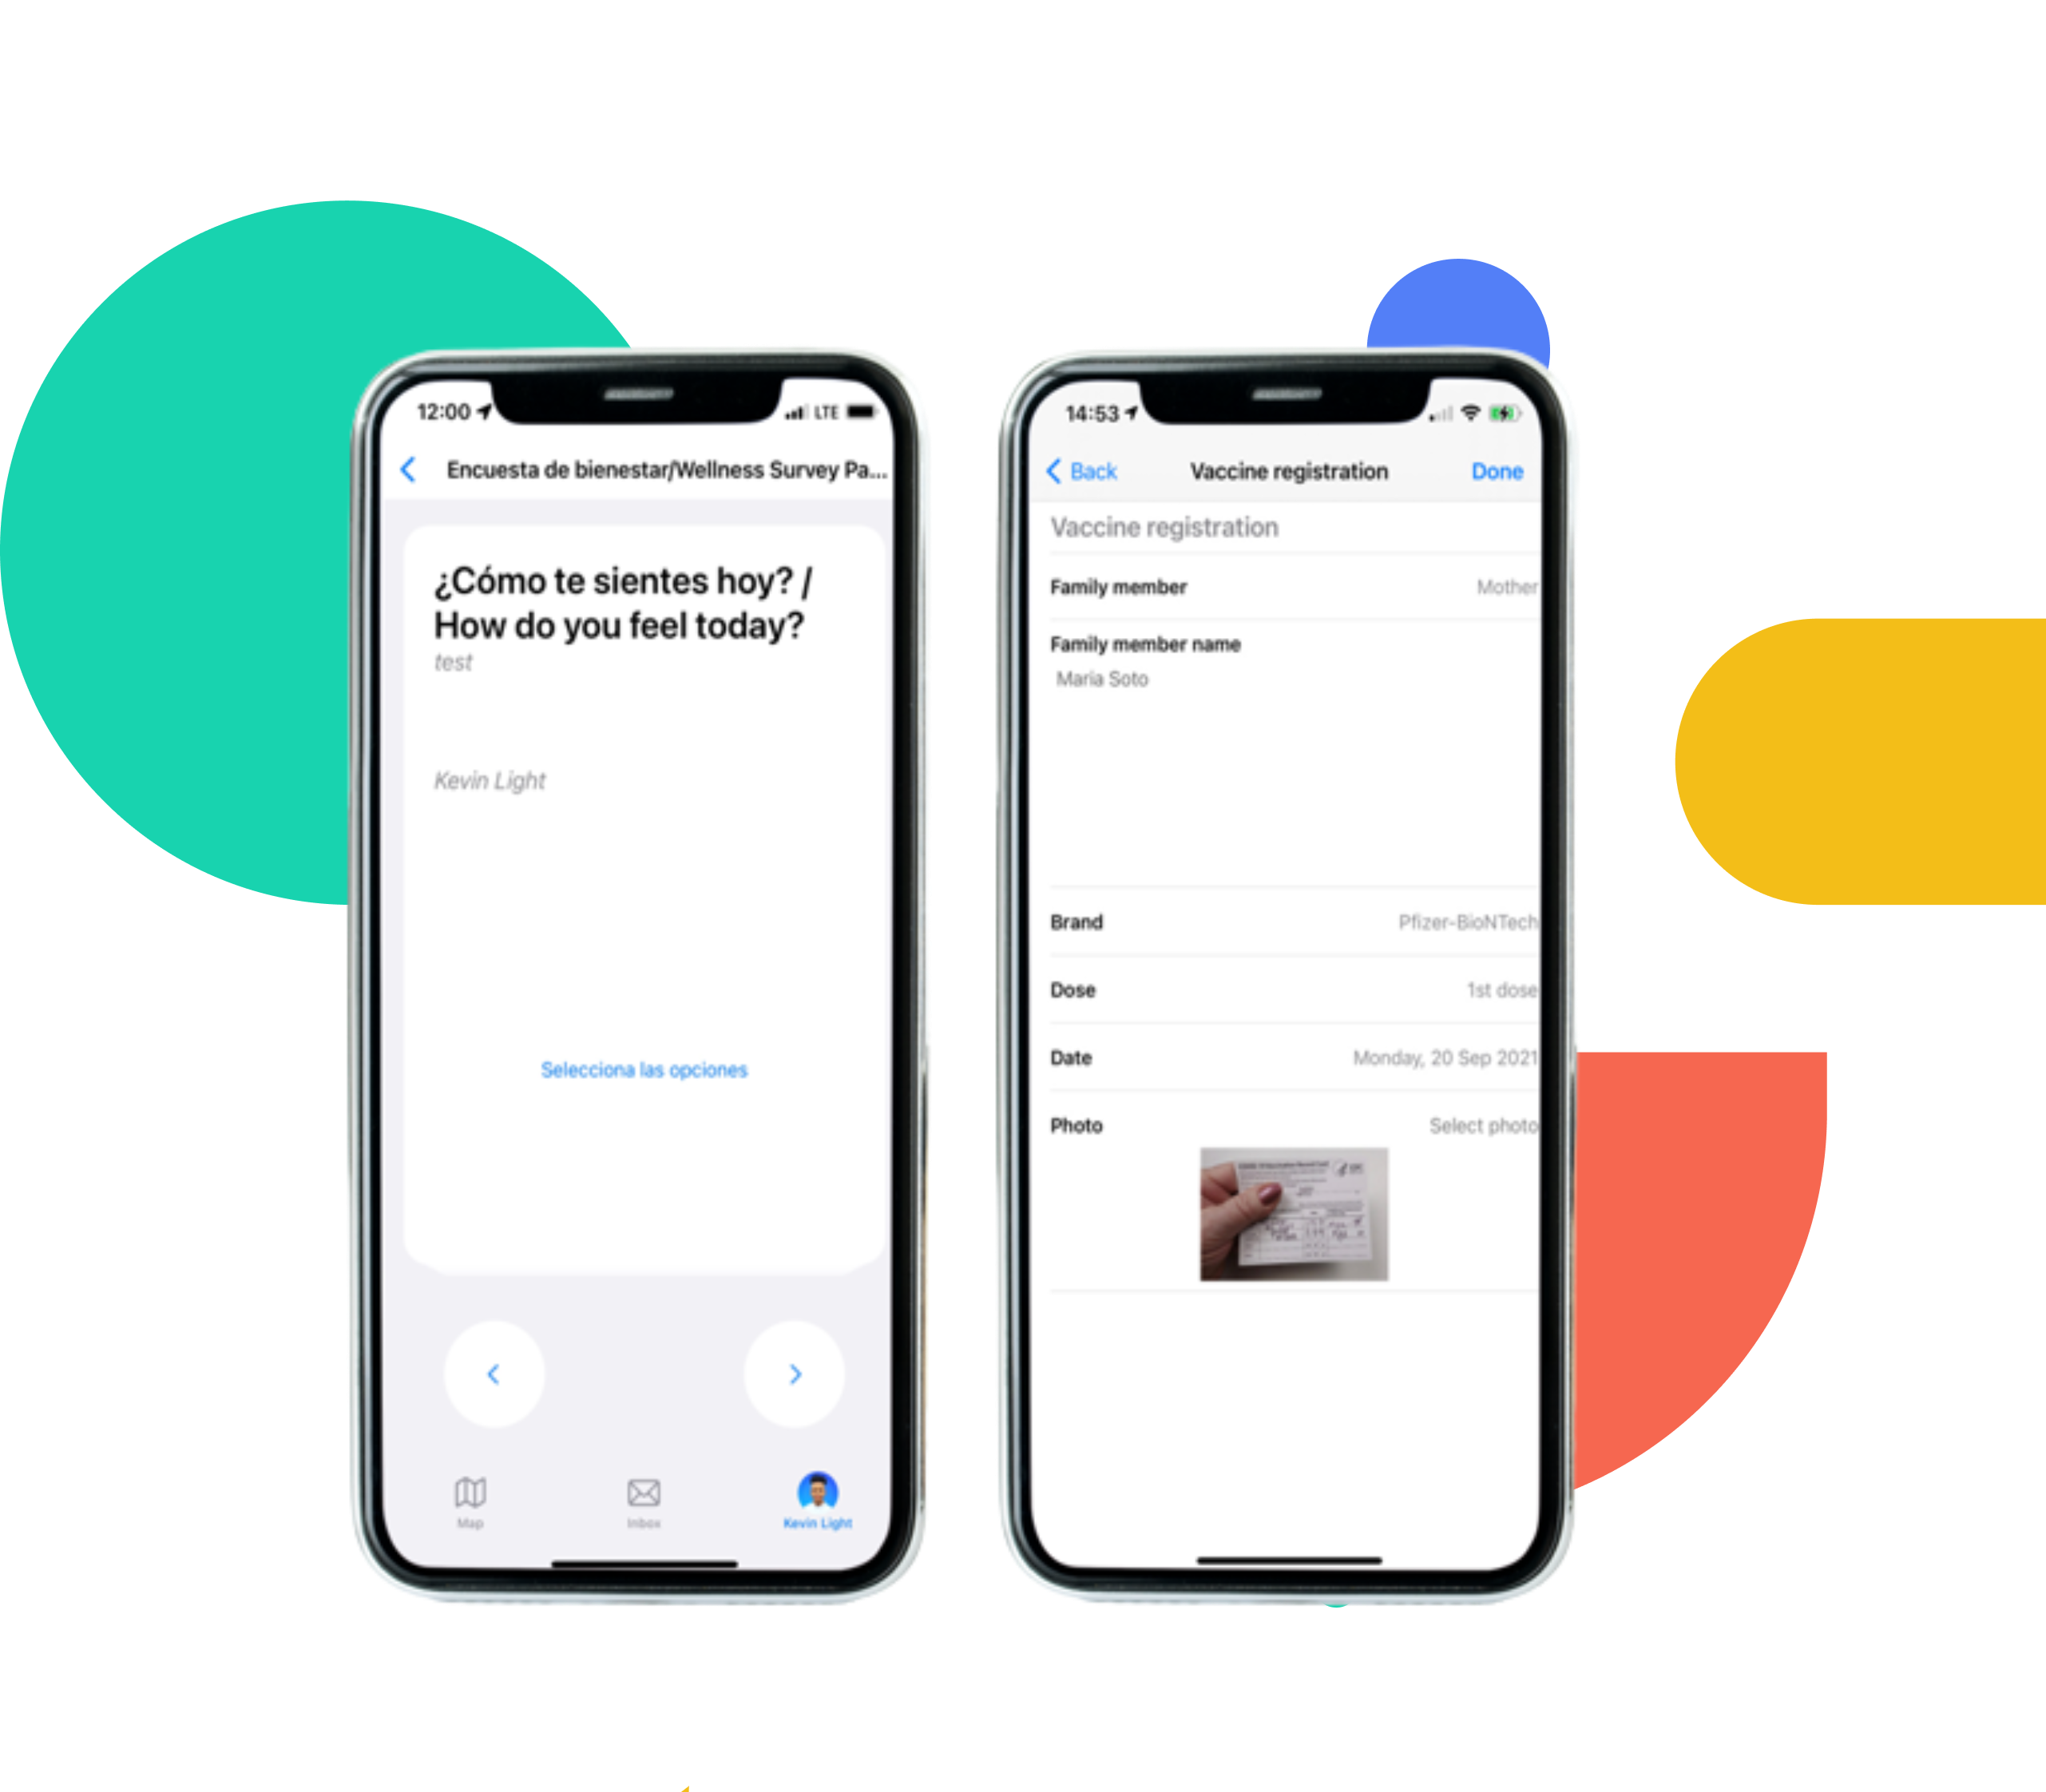 12:00
LTE
Encuesta de bienestar/Wellness Survey Pa...
¿Cómo te sientes hoy? /
How do you feel today?
test
Kevin Light
Selecciona las opciones
Map
Inbox
Kevin Light
14:53
Back
Vaccine registration
Done
Vaccine registration
Family member
Mother
Family member name
Maria Soto
Brand
Pfizer-BioNTech
Dose
1st dose
Date
Monday, 20 Sep 2021
Photo
Select photo